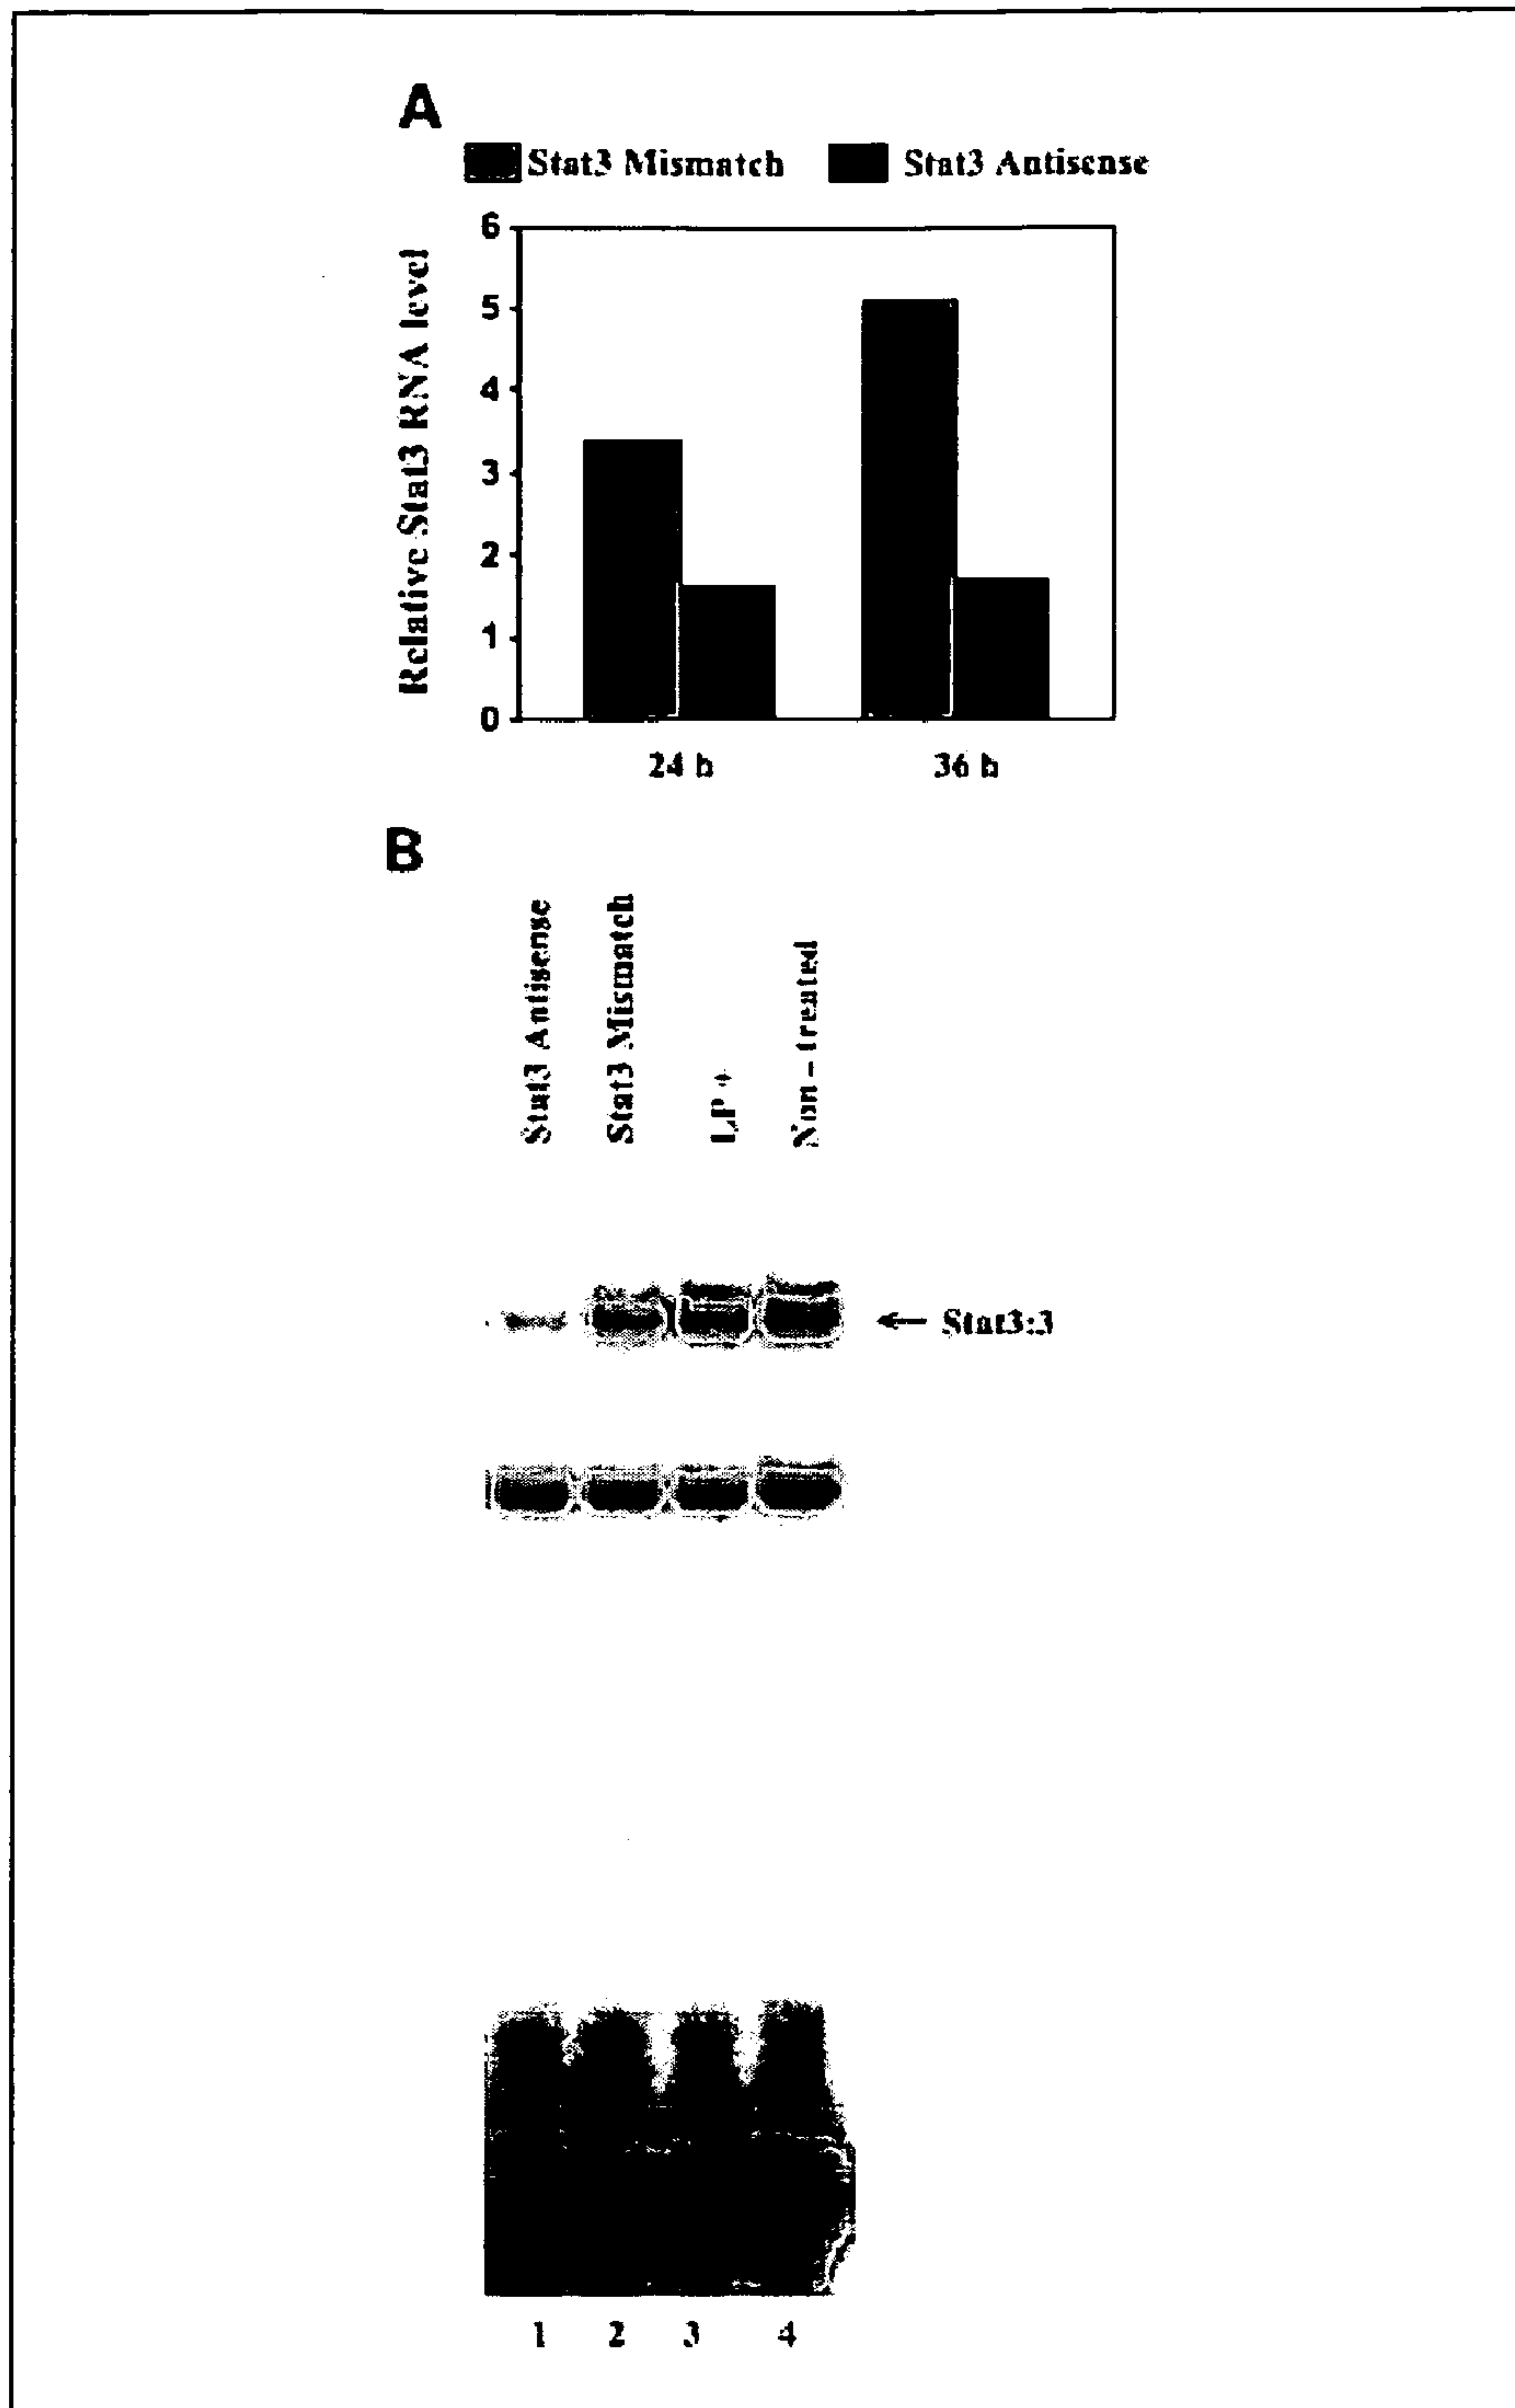 A
Stat3 Mismatch Stat3 Antisense
Relative Stat3 RNA level
6
5
4
3
2
1
0
24 h
36 h
B
Stat3 Antisense
Stat3 Mismatch
LP +
Non - treated
← Stat3:3
1 2 3 4